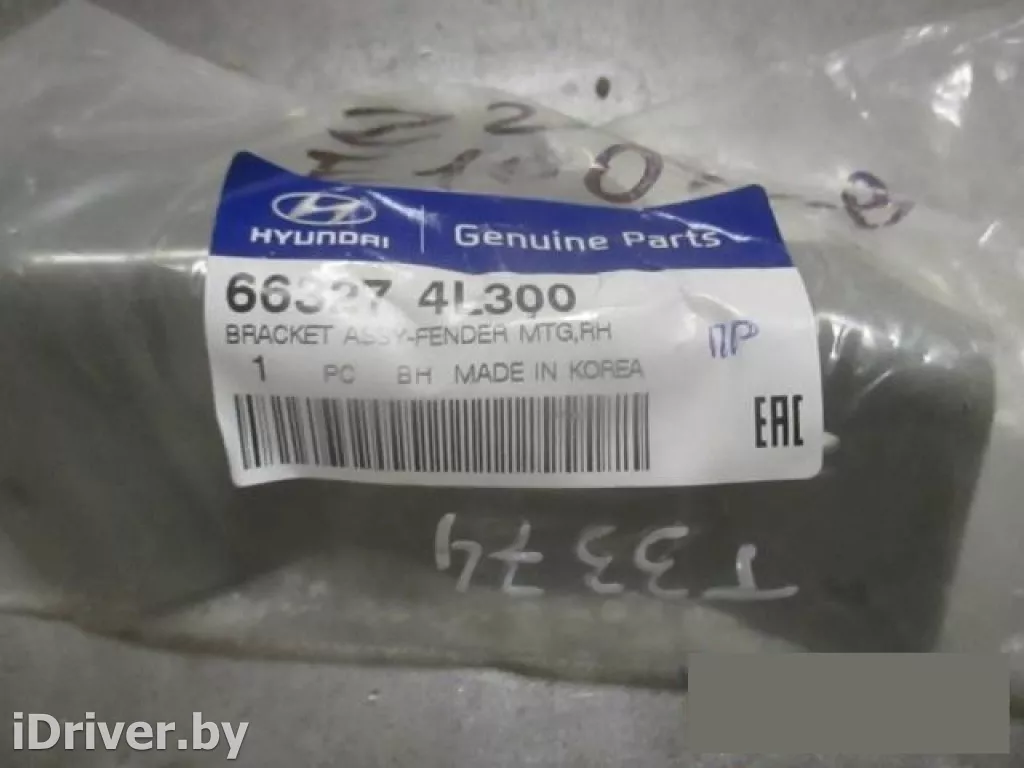 HYUNDAI Genuine Parts
66327 4L300
BRACKET ASSY-FENDER MTG,RH
ПР
1 PC BH MADE IN KOREA
EAC
T3374
iDriver.by